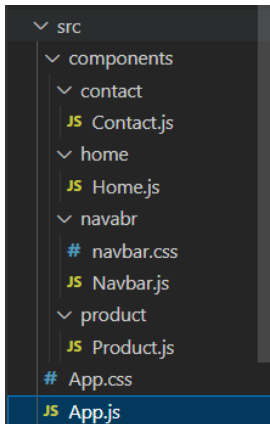 src
components
contact
JS Contact.js
home
JS Home.js
navabr
# navbar.css
JS Navbar.js
product
JS Product.js
# App.css
JS App.js